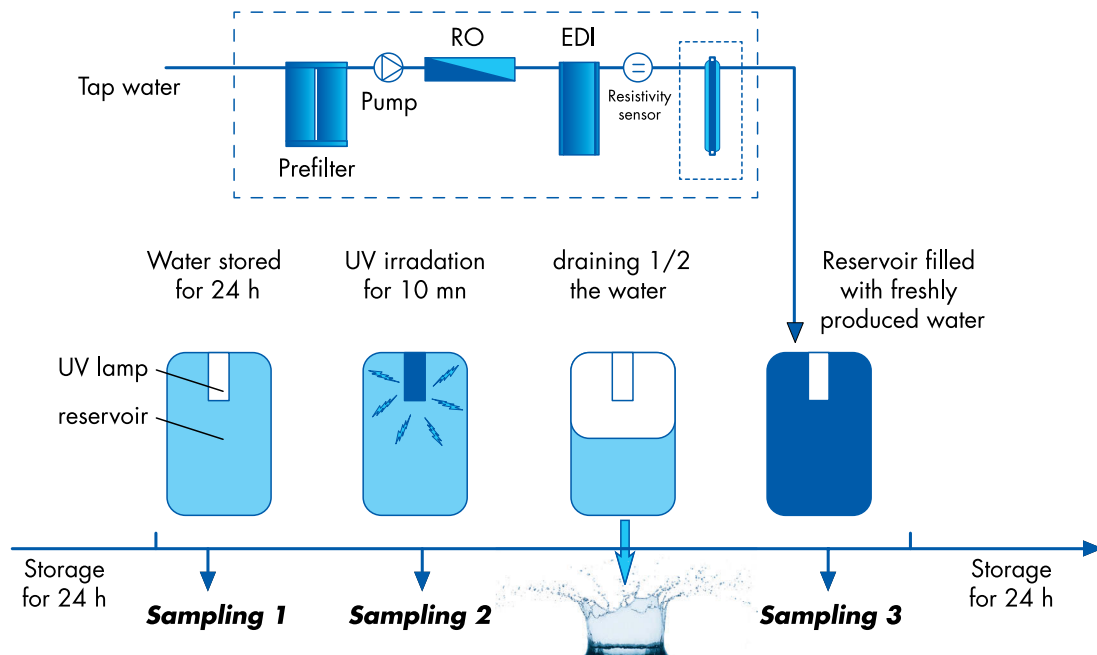 RO
EDI
Tap water
Pump
Resistivity
sensor
Prefilter
Water stored
for 24 h
UV irradation
for 10 mn
draining 1/2
the water
Reservoir filled
with freshly
produced water
UV lamp
reservoir
Storage
for 24 h
Sampling 1
Sampling 2
Sampling 3
Storage
for 24 h